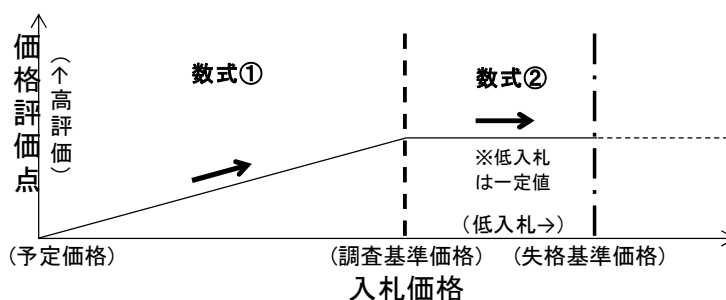 価格評価点
(↑高評価)
数式①
数式②
※低入札
は一定値
(低入札→)
(予定価格)
(調査基準価格)
(失格基準価格)
入札価格